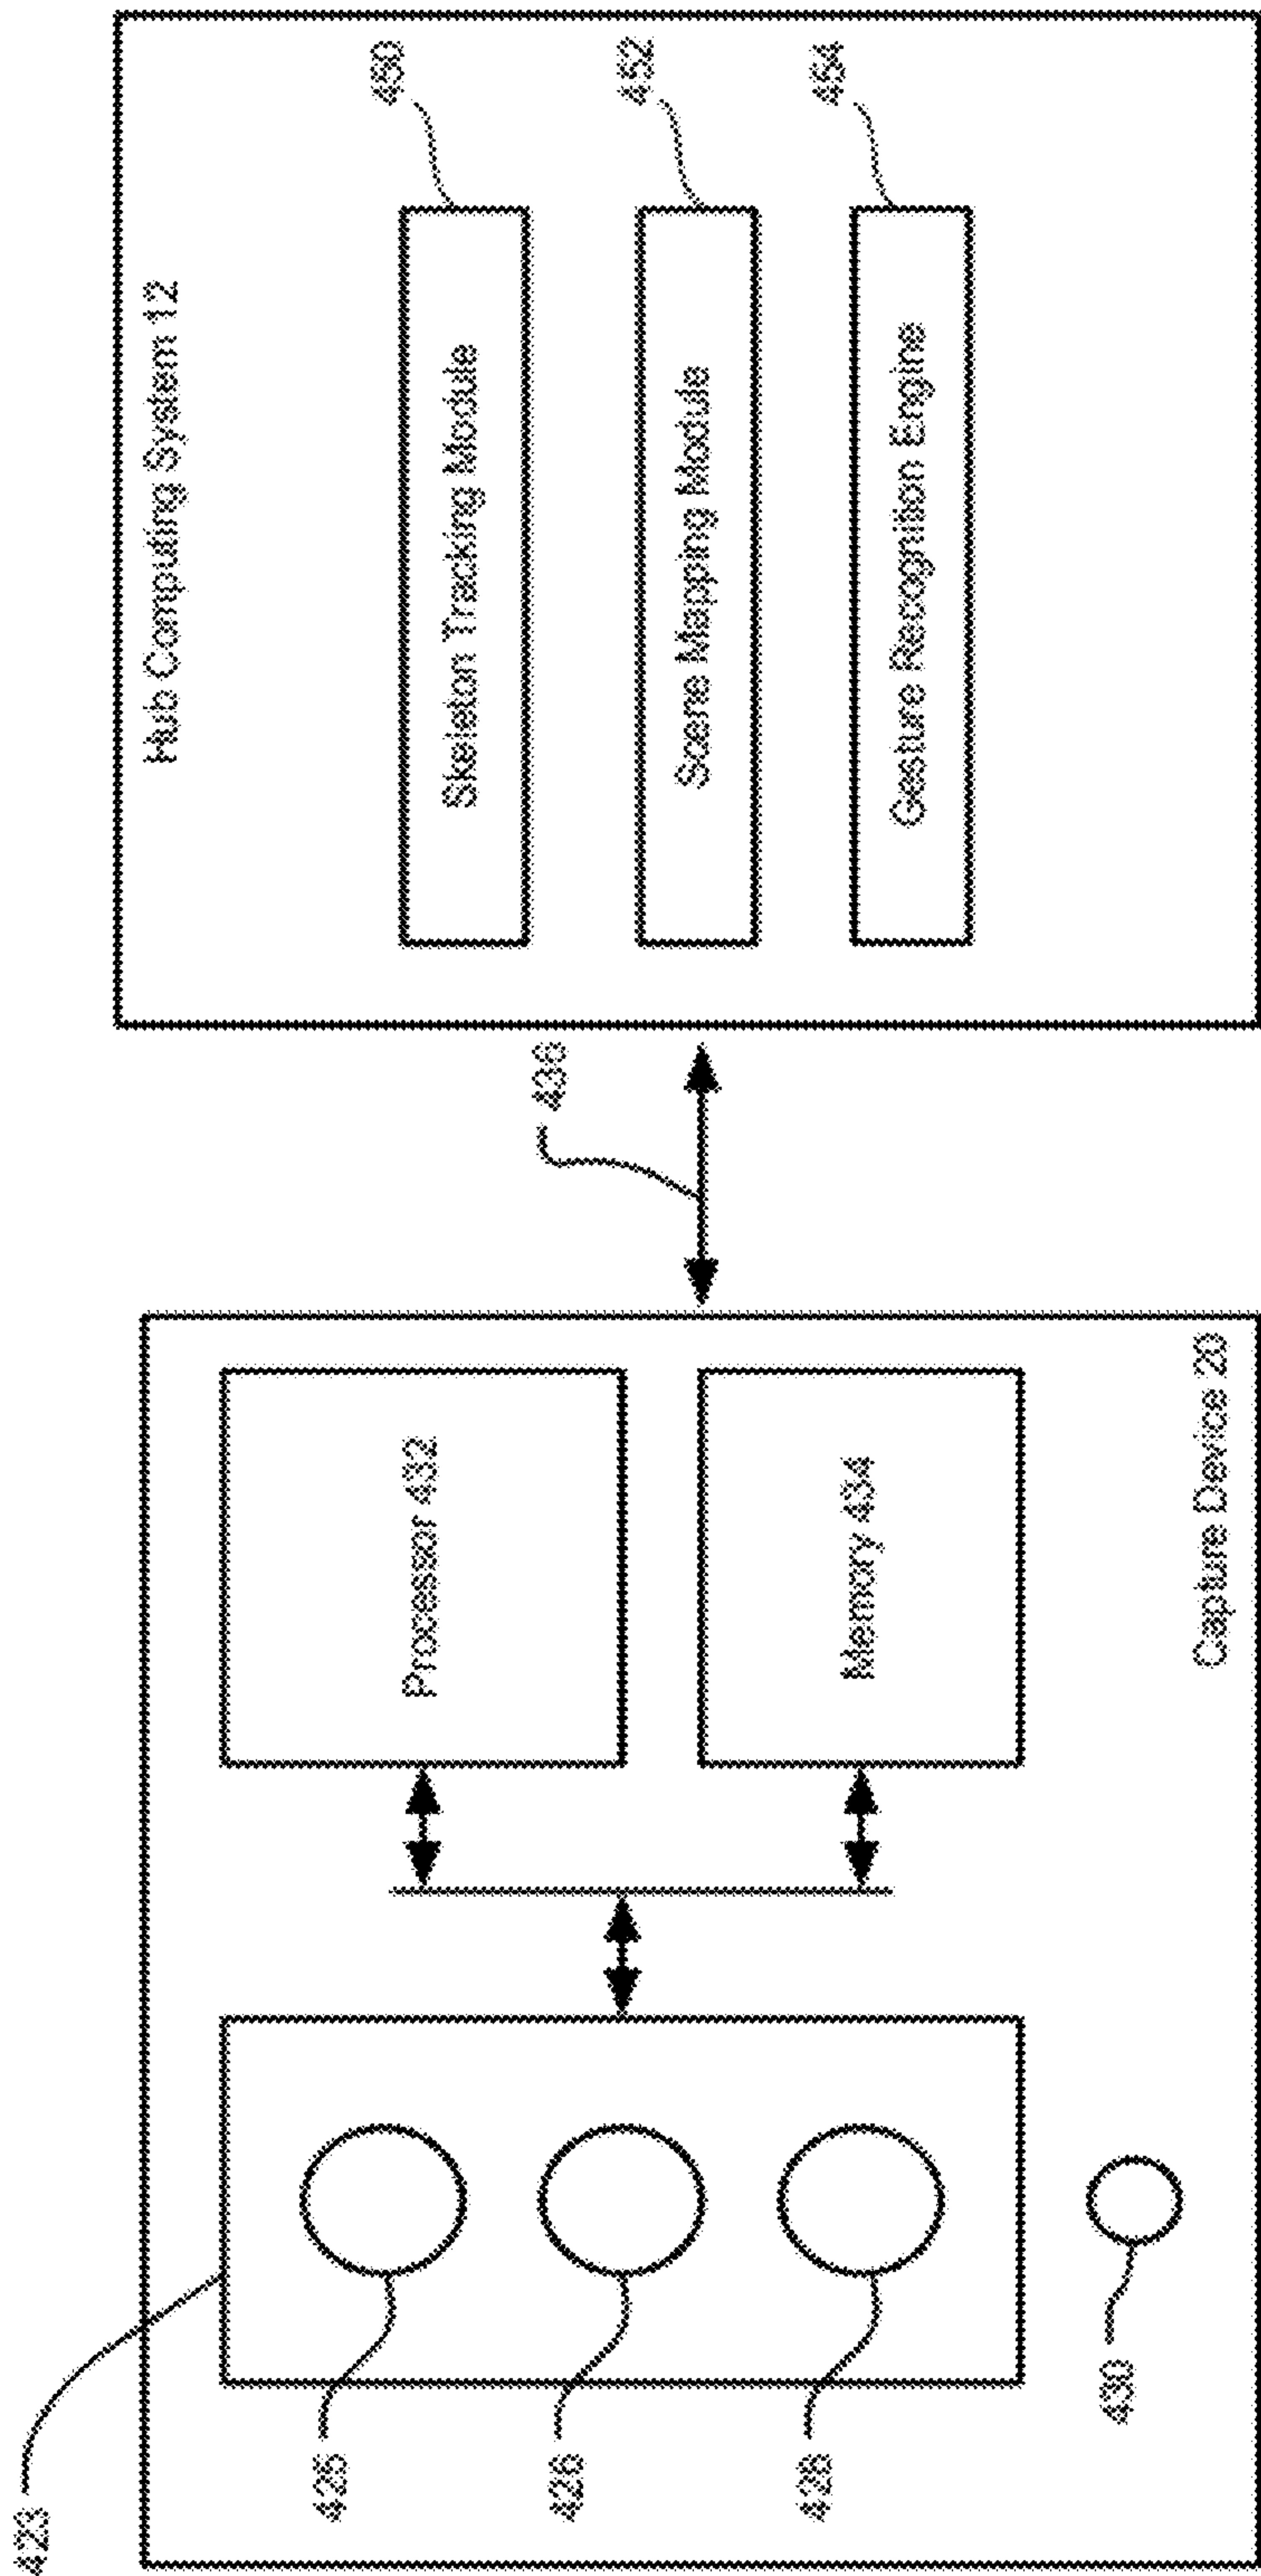 423
425
426
428
430
Processor 432
Memory 434
Capture Device 20
436
Hub Computing System 12
Skeleton Tracking Module
450
Scene Mapping Module
452
Gesture Recognition Engine
454